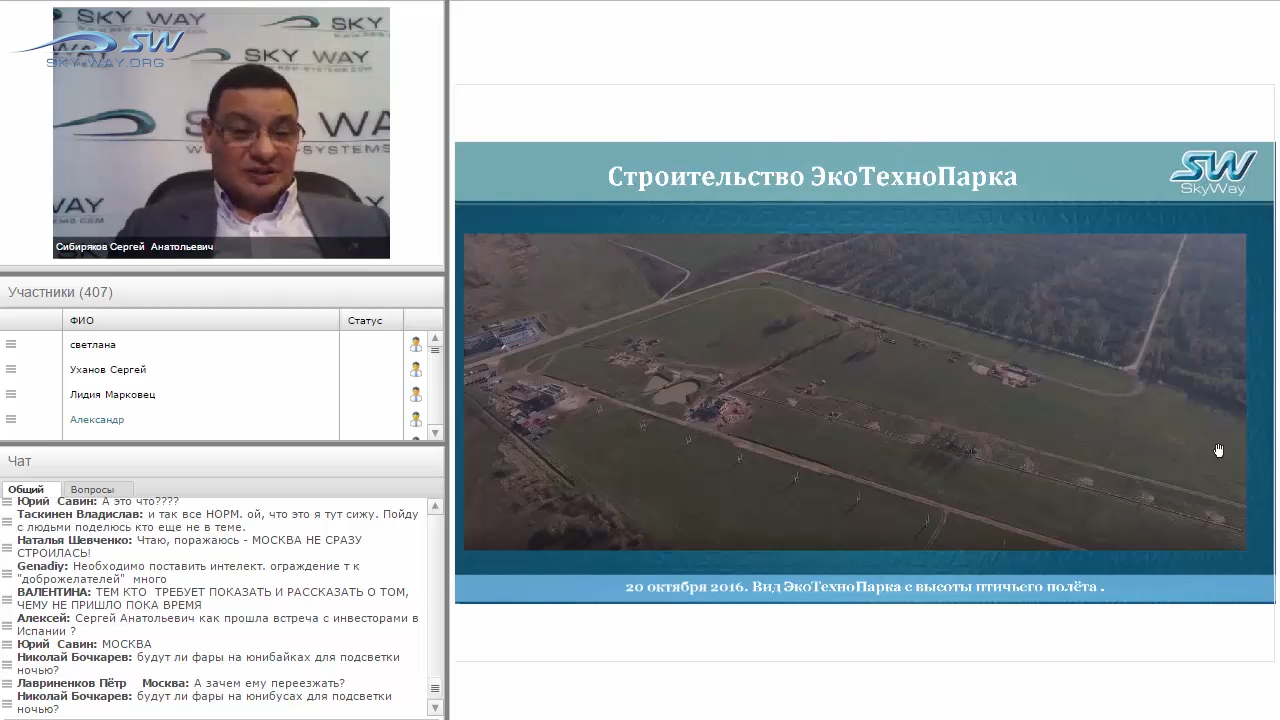 SKY WAY
SKY
SW
SKY-WAY.ORG
SKY WAY
S
WA
W
-SYSTEMS.
WAY
Сибиряков Сергей Анатольевич
Участники (407)
ФИО
Статус
светлана
Уханов Сергей
Лидия Марковец
Александр
Чат
Общий
Вопросы
Юрий Савин: А это что????
Таскинен Владислав: и так все НОРМ. ой, что это я тут сижу. Пойду
с людьми поделюсь кто еще не в теме.
Наталья Шевченко: Чтаю, поражаюсь - МОСКВА НЕ СРАЗУ
СТРОИЛАСЬ!
Genadiy: Необходимо поставить интелект. ограждение т к
"доброжелателей" много
ВАЛЕНТИНА: ТЕМ КТО ТРЕБУЕТ ПОКАЗАТЬ И РАССКАЗАТЬ О ТОМ,
ЧЕМУ НЕ ПРИШЛО ПОКА ВРЕМЯ
Алексей: Сергей Анатольевич как прошла встреча с инвесторами в
Испании ?
Юрий Савин: МОСКВА
Николай Бочкарев: будут ли фары на юнибайках для подсветки
ночью?
Лавриненков Пётр Москва: А зачем ему переезжать?
Николай Бочкарев: будут ли фары на юнибусах для подсветки
ночью?
Строительство ЭкоТехноПарка
SW
SkyWay
20 октября 2016. Вид ЭкоТехноПарка с высоты птичьего полёта .